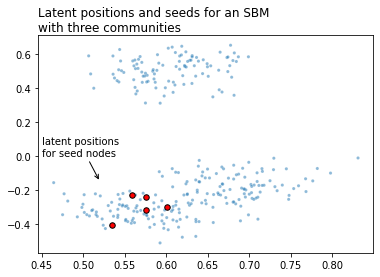 Latent positions and seeds for an SBM
with three communities
0.6
0.4
0.2
0.0
−0.2
−0.4
latent positions
for seed nodes
0.45 0.50 0.55 0.60 0.65 0.70 0.75 0.80